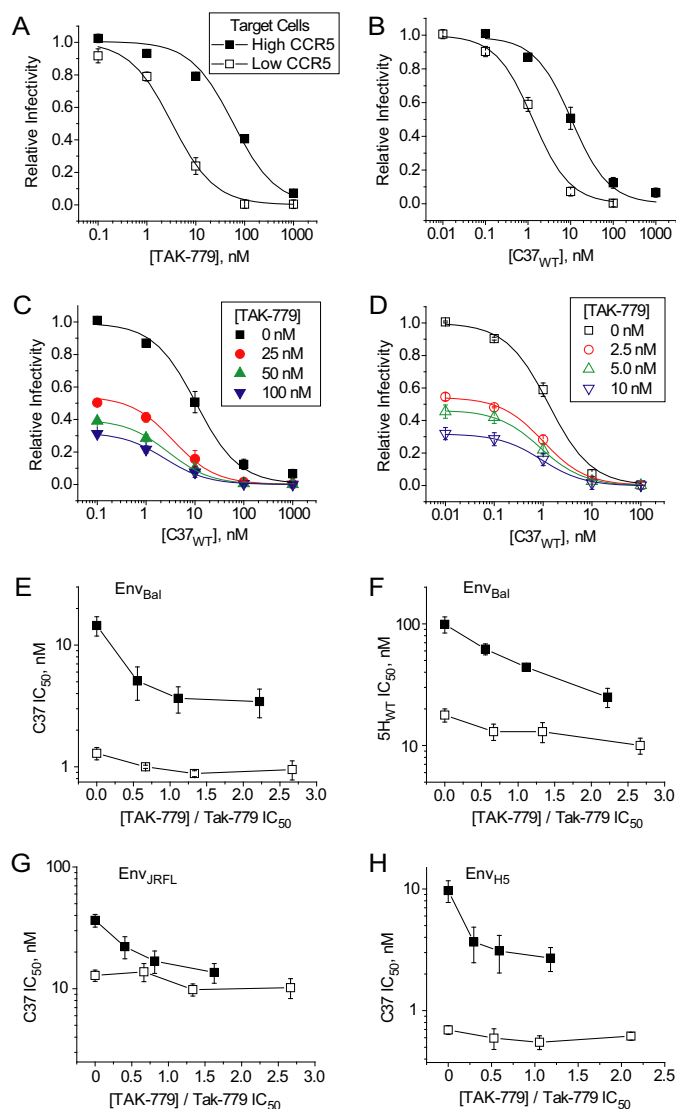 A
Target Cells
High CCR5
Low CCR5
Relative Infectivity
1.0
0.8
0.6
0.4
0.2
0.0
0.1 1 10 100 1000
[TAK-779], nM
B
Relative Infectivity
1.0
0.8
0.6
0.4
0.2
0.0
0.01 0.1 1 10 100 1000
[C37WT], nM
C
[TAK-779]
0 nM
25 nM
50 nM
100 nM
Relative Infectivity
1.0
0.8
0.6
0.4
0.2
0.0
0.1 1 10 100 1000
[C37WT], nM
D
[TAK-779]
0 nM
2.5 nM
5.0 nM
10 nM
Relative Infectivity
1.0
0.8
0.6
0.4
0.2
0.0
0.01 0.1 1 10 100
[C37WT], nM
E
EnvBal
C37 IC50, nM
10
1
0.0 0.5 1.0 1.5 2.0 2.5 3.0
[TAK-779] / Tak-779 IC50
F
EnvBal
5HWT IC50, nM
100
10
0.0 0.5 1.0 1.5 2.0 2.5 3.0
[TAK-779] / Tak-779 IC50
G
EnvJRFL
C37 IC50, nM
100
10
0 0.5 1.0 1.5 2.0 2.5 3.0
[TAK-779] / Tak-779 IC50
H
EnvH5
C37 IC50, nM
10
1
0 0.5 1.0 1.5 2.0 2.5
[TAK-779] / Tak-779 IC50